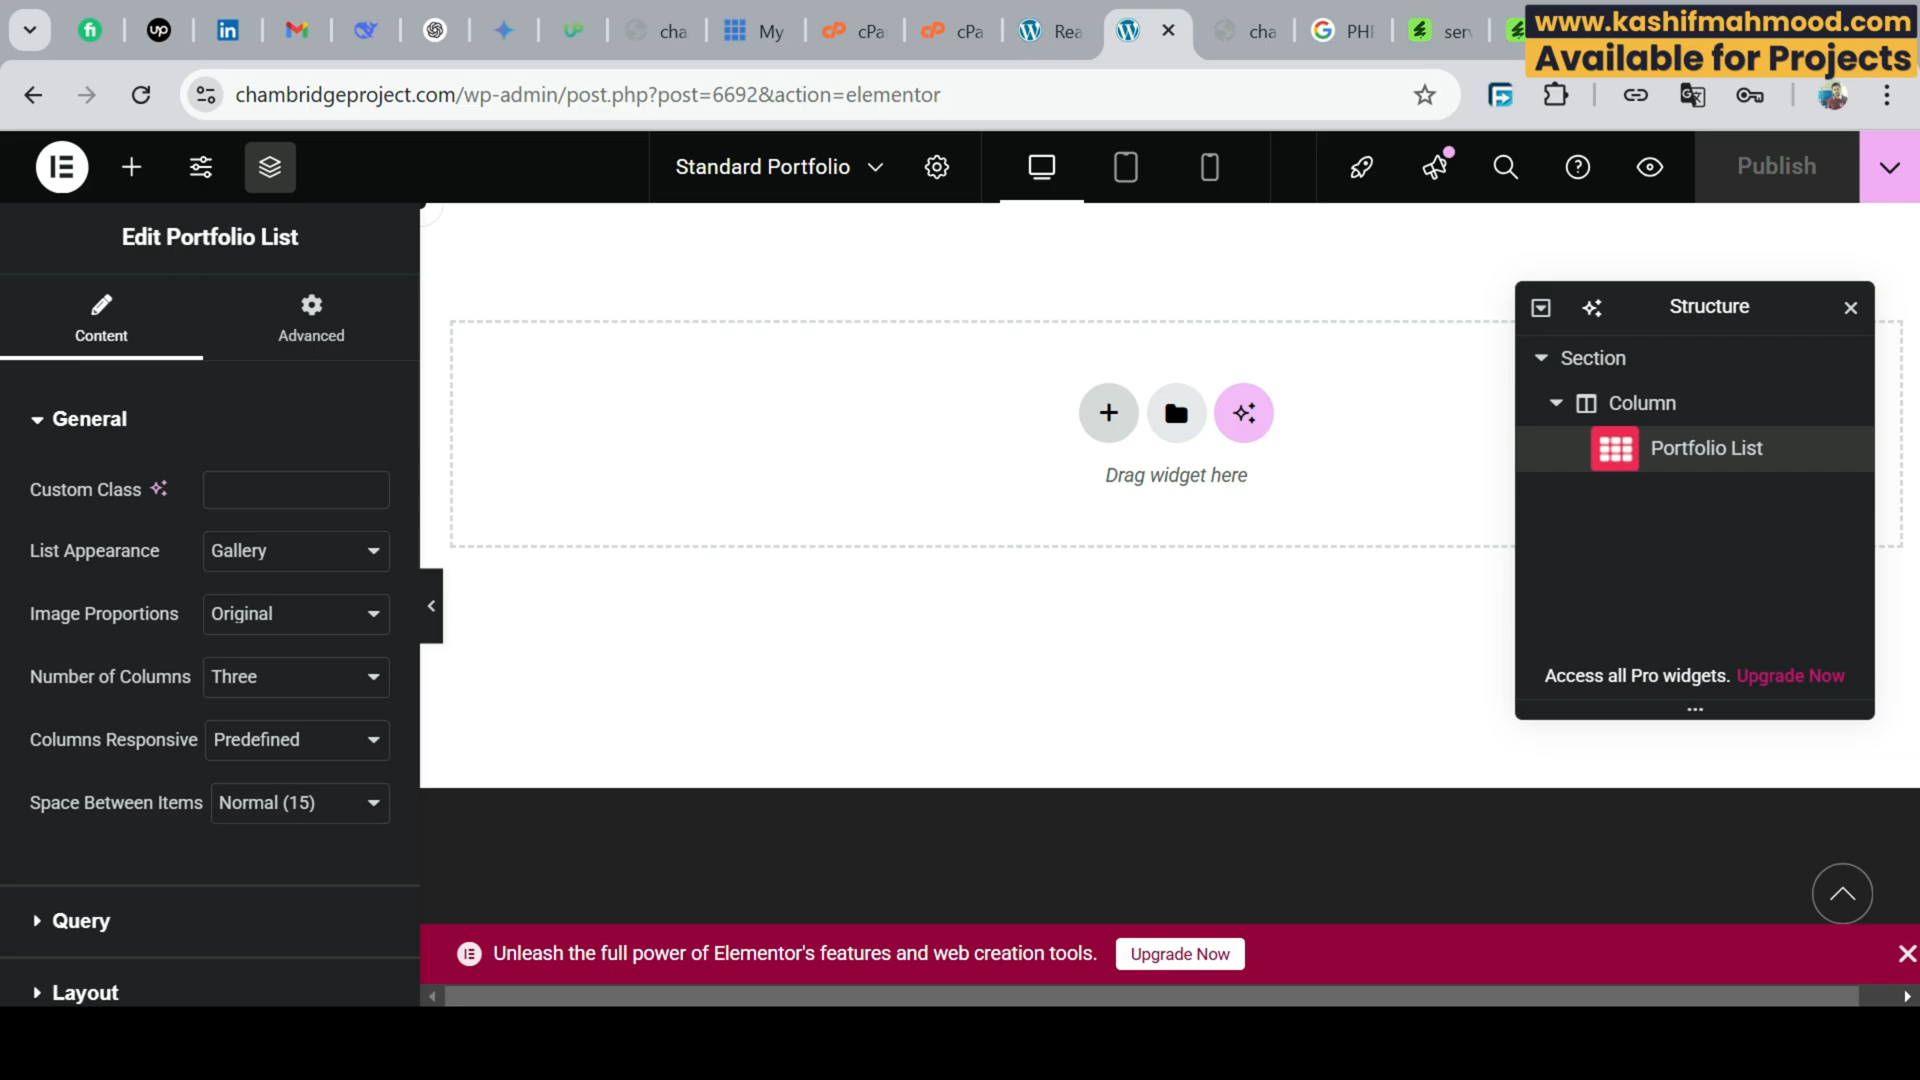 www.kashifmahmood.com
Available for Projects
up
in
cha
My
cPa
cPa
Rea
cha
PH
ser
chambridgeproject.com/wp-admin/post.php?post=6692&action=elementor
Standard Portfolio
Publish
Edit Portfolio List
Content
Advanced
General
Custom Class
List Appearance
Gallery
Image Proportions
Original
Number of Columns
Three
Columns Responsive
Predefined
Space Between Items
Normal (15)
Query
Layout
Drag widget here
Structure
Section
Column
Portfolio List
Access all Pro widgets. Upgrade Now
Unleash the full power of Elementor's features and web creation tools.
Upgrade Now